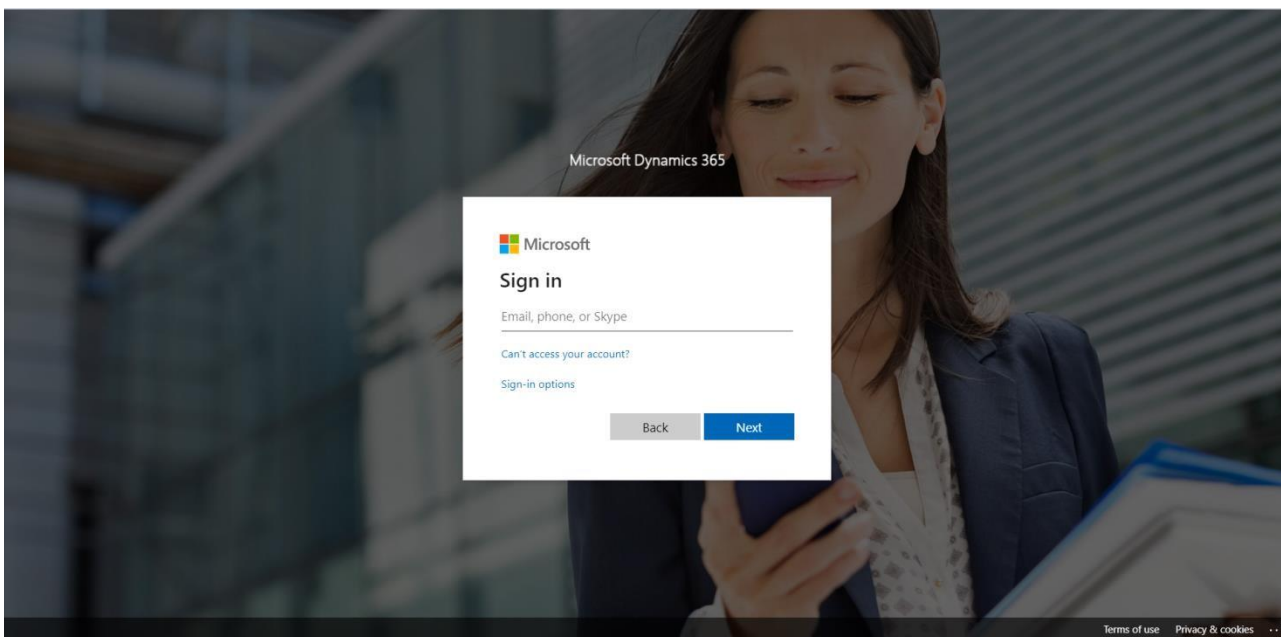 Microsoft Dynamics 365
Microsoft
Sign in
Email, phone, or Skype
Can't access your account?
Sign-in options
Back Next
Terms of use Privacy & cookies